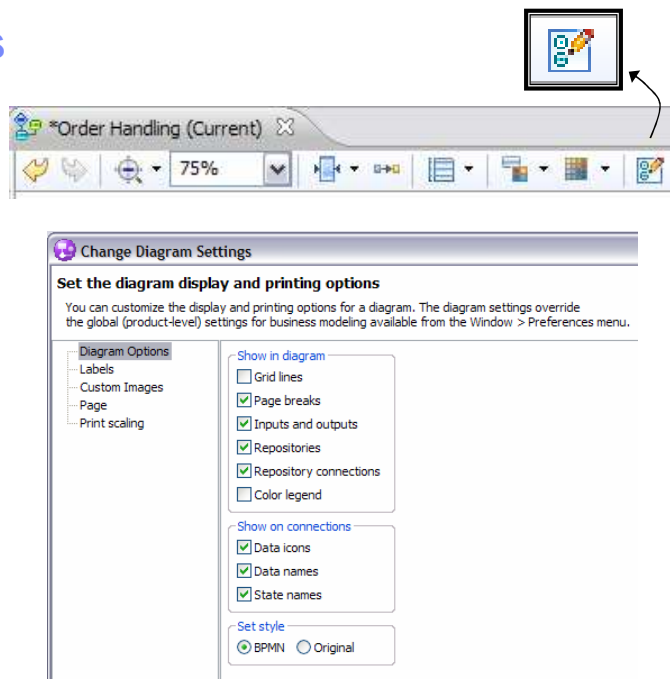 s
*Order Handling (Current)
75%
Change Diagram Settings
Set the diagram display and printing options
You can customize the display and printing options for a diagram. The diagram settings override
the global (product-level) settings for business modeling available from the Window > Preferences menu.
Diagram Options
Labels
Custom Images
Page
Print scaling
Show in diagram
Grid lines
Page breaks
Inputs and outputs
Repositories
Repository connections
Color legend
Show on connections
Data icons
Data names
State names
Set style
BPMN
Original